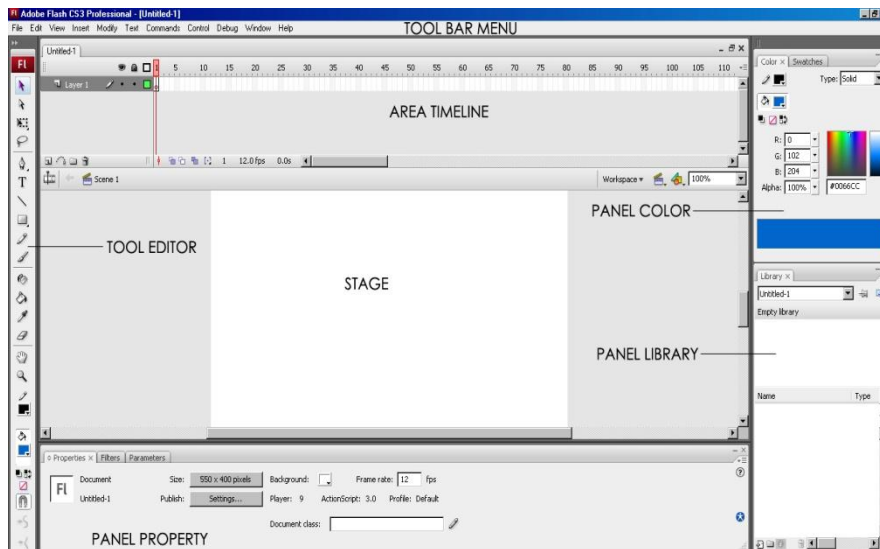 Adobe Flash CS3 Professional - [Untitled-1]
File Edit View Insert Modify Text Commands Control Debug Window Help
TOOL BAR MENU
Untitled-1
Fl
5 10 15 20 25 30 35 40 45 50 55 60 65 70 75 80 85 90 95 100 105 110
Layer 1
AREA TIMELINE
1 12.0 fps 0.0s
Scene 1
Workspace
100%
Color Swatches
Type: Solid
R: 0
G: 102
B: 204
Alpha: 100% #0066CC
PANEL COLOR
TOOL EDITOR
STAGE
Library
Untitled-1
Empty library
PANEL LIBRARY
Name Type
Properties Filters Parameters
Fl
Document Size: 550 x 400 pixels Background: Frame rate: 12 fps
Untitled-1 Publish: Settings... Player: 9 ActionScript: 3.0 Profile: Default
Document class:
PANEL PROPERTY